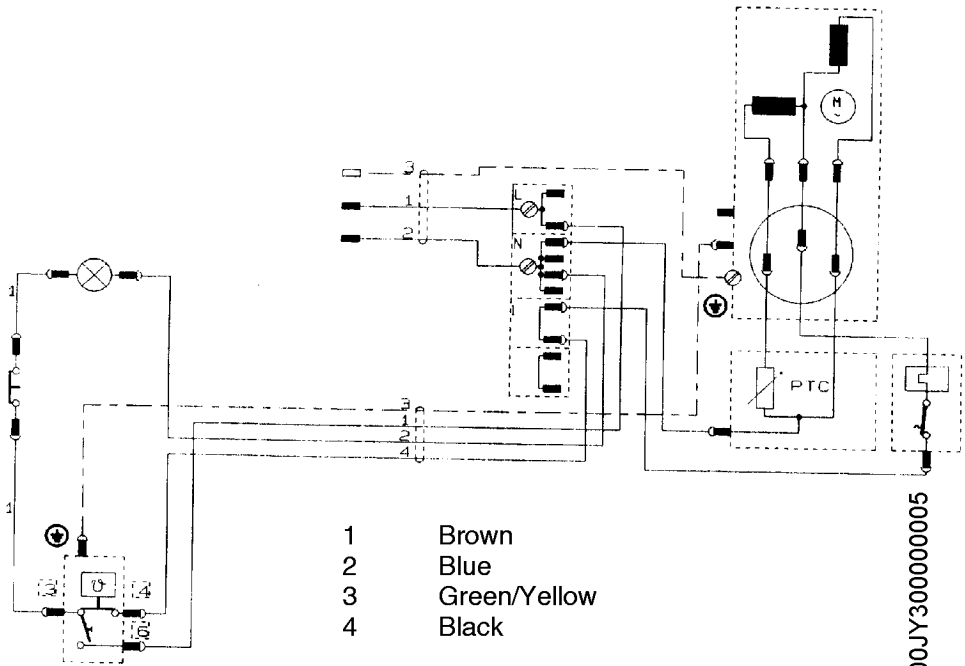 M
~
3
1
L
2
N
1
PTC
3
1
2
4
1
ϑ
3
4
1 Brown
2 Blue
3 Green/Yellow
4 Black
00JY300000005